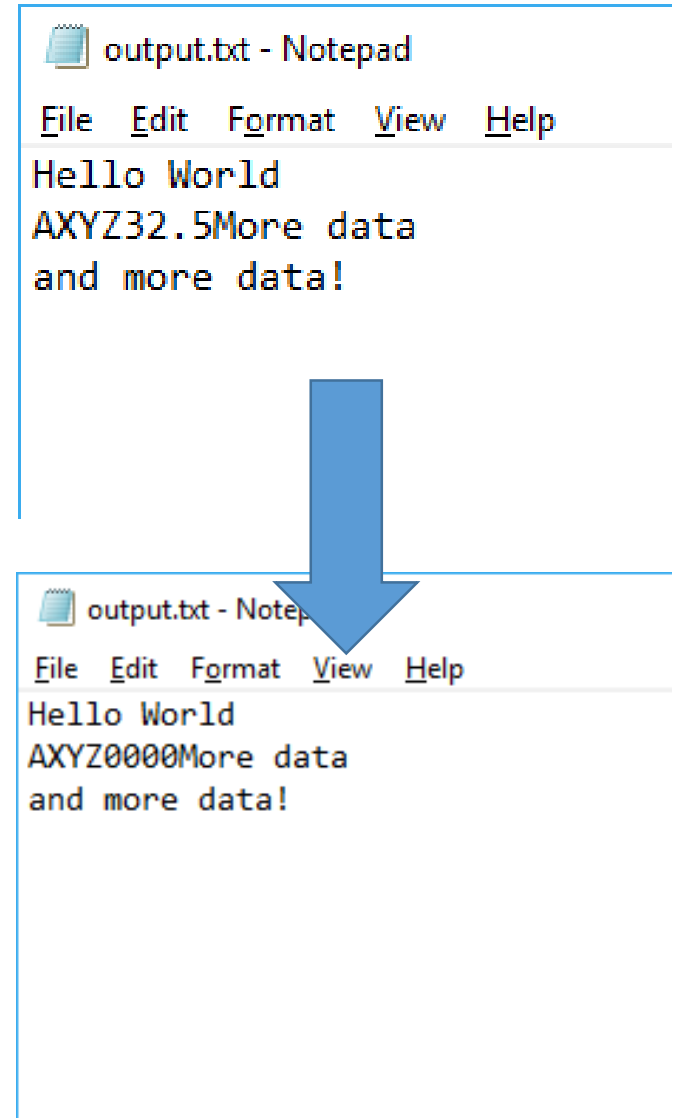 output.txt - Notepad
File Edit Format View Help
Hello World
AXYZ32.5More data
and more data!
output.txt - Notep
File Edit Format View Help
Hello World
AXYZ0000More data
and more data!